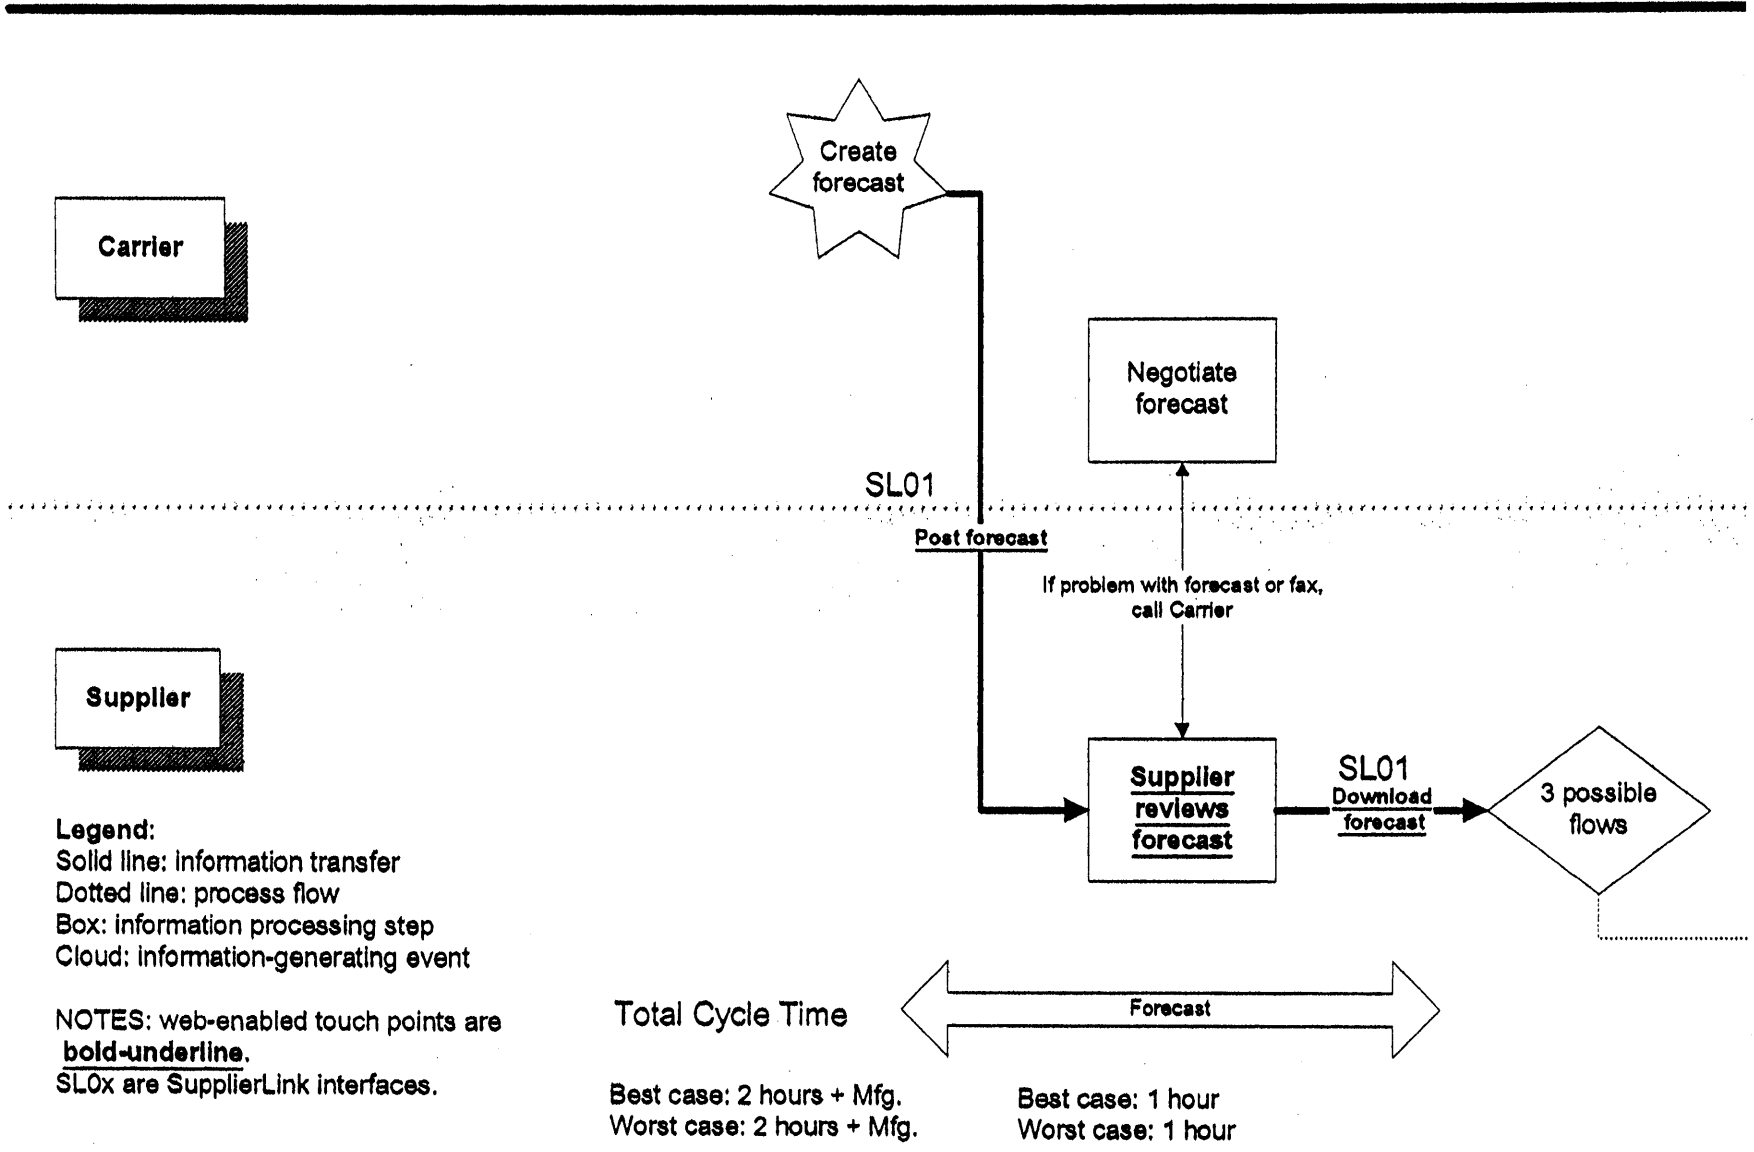 Create
forecast
Carrier
Negotiate
forecast
SL01
Post forecast
If problem with forecast or fax,
call Carrier
Supplier
Supplier
reviews
forecast
SL01
Download
forecast
3 possible
flows
Legend:
Solid line: information transfer
Dotted line: process flow
Box: information processing step
Cloud: information-generating event
NOTES: web-enabled touch points are
bold-underline.
SL0x are SupplierLink interfaces.
Total Cycle Time
Forecast
Best case: 2 hours + Mfg.
Worst case: 2 hours + Mfg.
Best case: 1 hour
Worst case: 1 hour